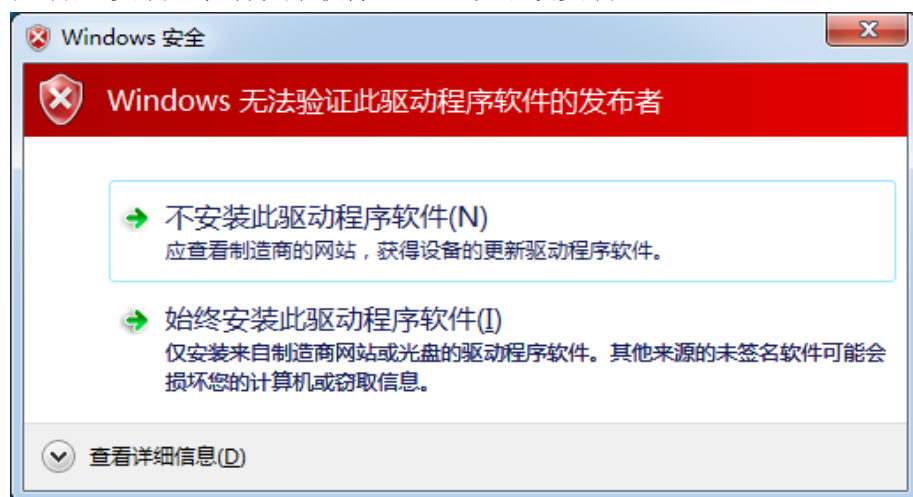 Windows 安全
Windows 无法验证此驱动程序软件的发布者
不安装此驱动程序软件(N)
应查看制造商的网站，获得设备的更新驱动程序软件。
始终安装此驱动程序软件(I)
仅安装来自制造商网站或光盘的驱动程序软件。其他来源的未签名软件可能会
损坏您的计算机或窃取信息。
查看详细信息(D)